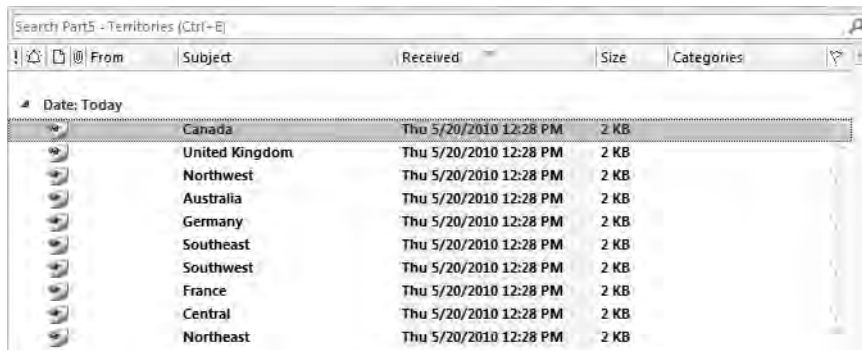 Search Part5 - Territories (Ctrl+E)
! From Subject Received Size Categories
Date: Today
Canada Thu 5/20/2010 12:28 PM 2 KB
United Kingdom Thu 5/20/2010 12:28 PM 2 KB
Northwest Thu 5/20/2010 12:28 PM 2 KB
Australia Thu 5/20/2010 12:28 PM 2 KB
Germany Thu 5/20/2010 12:28 PM 2 KB
Southeast Thu 5/20/2010 12:28 PM 2 KB
Southwest Thu 5/20/2010 12:28 PM 2 KB
France Thu 5/20/2010 12:28 PM 2 KB
Central Thu 5/20/2010 12:28 PM 2 KB
Northeast Thu 5/20/2010 12:28 PM 2 KB